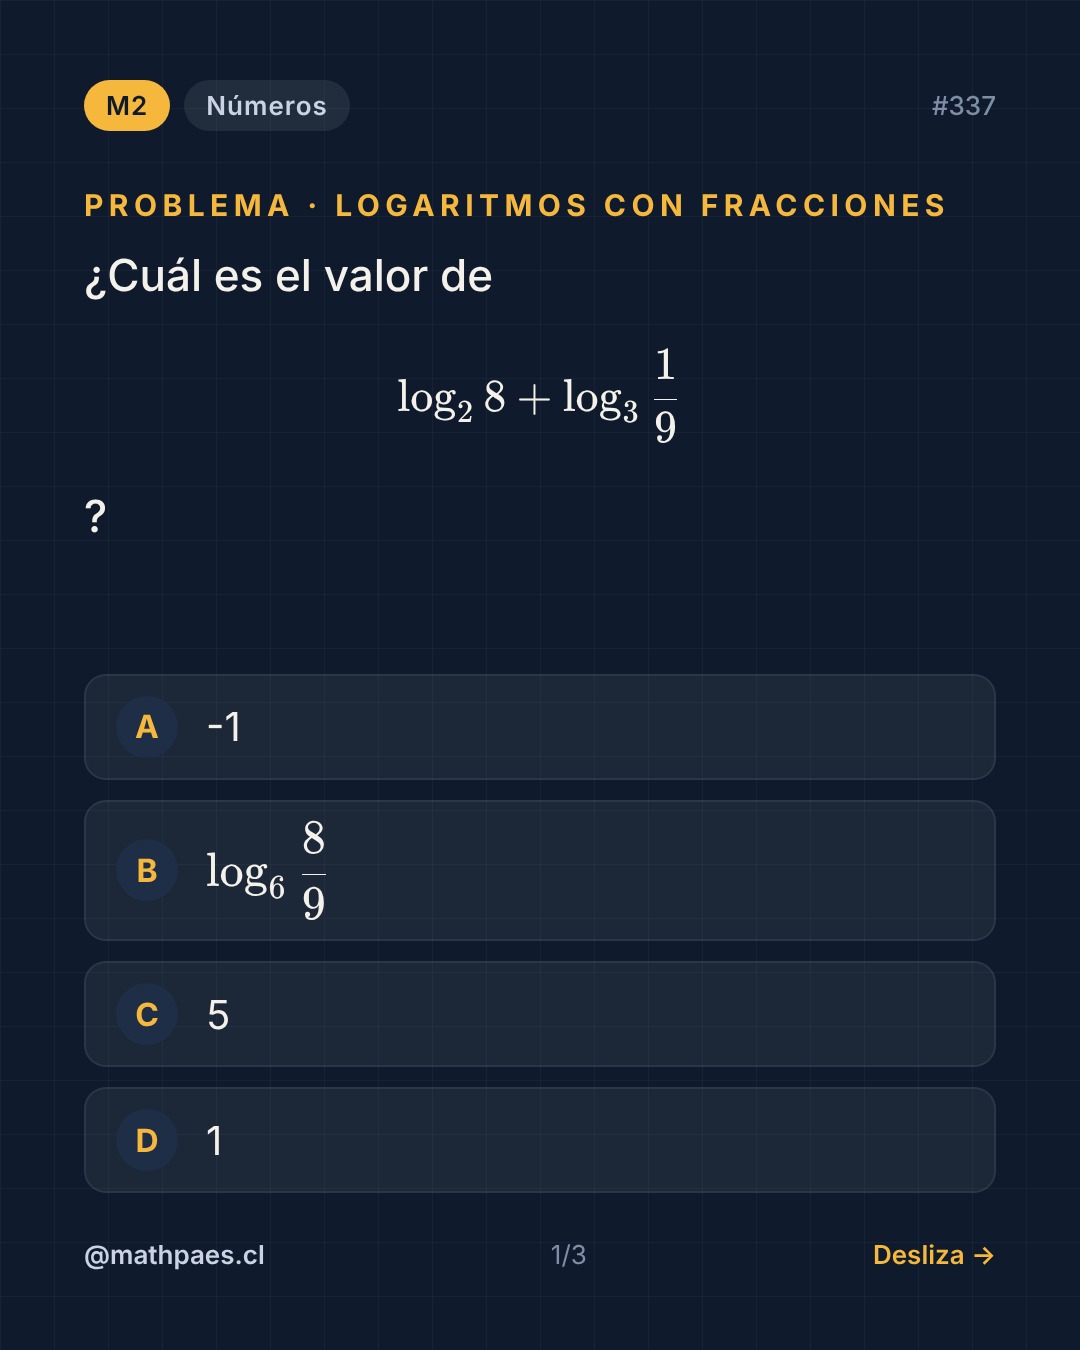 M2 Números #337
PROBLEMA · LOGARITMOS CON FRACCIONES
¿Cuál es el valor de
log₂ 8 + log₃ 1/9
?
A -1
B log₆ 8/9
C 5
D 1
@mathpaes.cl 1/3 Desliza →